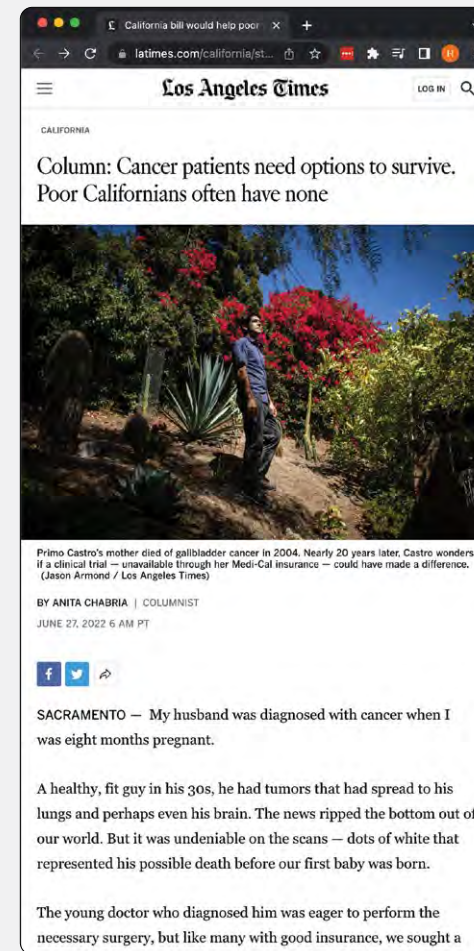 California bill would help poor
latimes.com/california/st...
R
Los Angeles Times
LOG IN
CALIFORNIA
Column: Cancer patients need options to survive.
Poor Californians often have none
Primo Castro's mother died of gallbladder cancer in 2004. Nearly 20 years later, Castro wonders
if a clinical trial — unavailable through her Medi-Cal insurance — could have made a difference.
(Jason Armond / Los Angeles Times)
BY ANITA CHABRIA | COLUMNIST
JUNE 27, 2022 6 AM PT
SACRAMENTO — My husband was diagnosed with cancer when I
was eight months pregnant.
A healthy, fit guy in his 30s, he had tumors that had spread to his
lungs and perhaps even his brain. The news ripped the bottom out of
our world. But it was undeniable on the scans — dots of white that
represented his possible death before our first baby was born.
The young doctor who diagnosed him was eager to perform the
necessary surgery, but like many with good insurance, we sought a